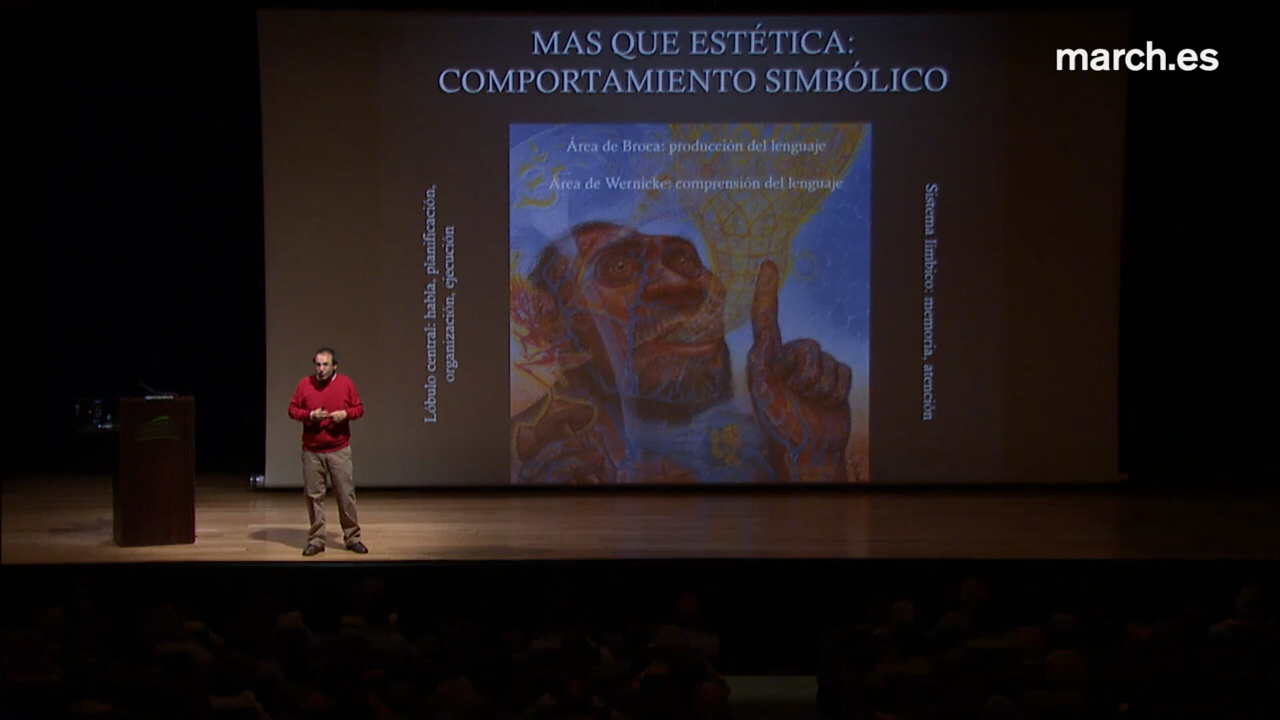 march.es
MAS QUE ESTÉTICA:
COMPORTAMIENTO SIMBÓLICO
Área de Broca: producción del lenguaje
Área de Wernicke: comprensión del lenguaje
Lóbulo central: habla, planificación,
organización, ejecución
Sistema límbico: memoria, atención